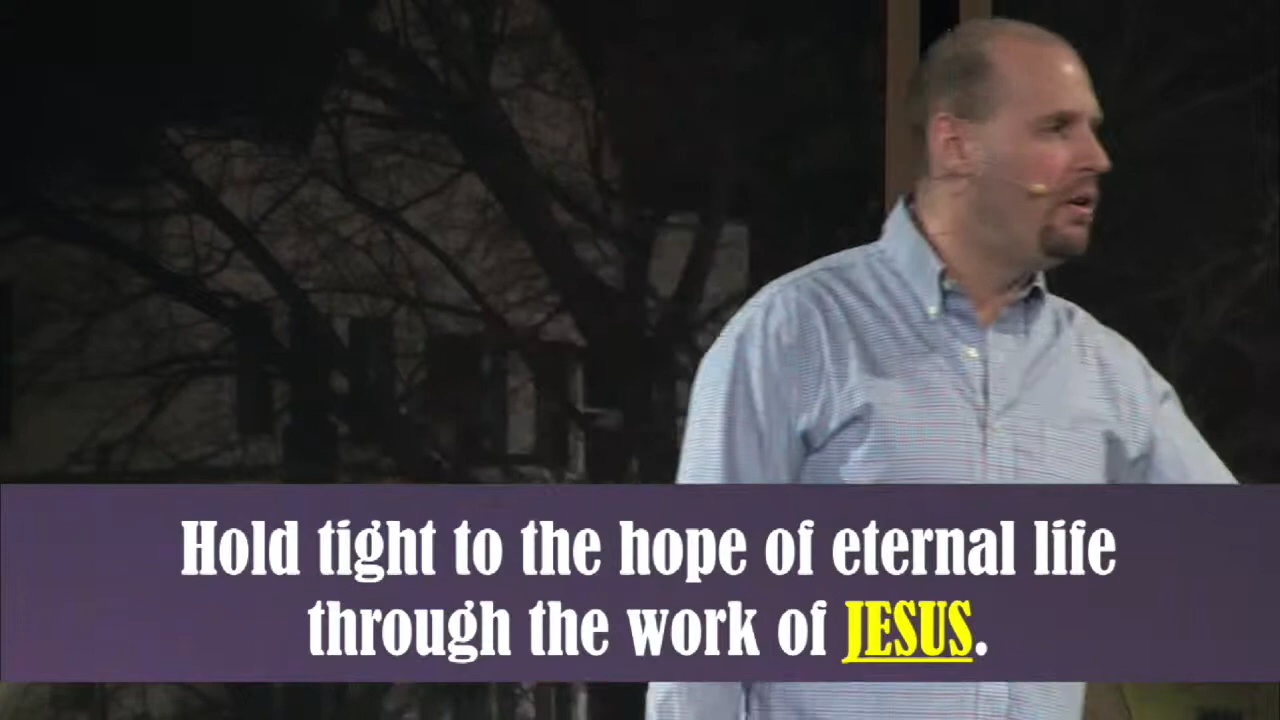 Hold tight to the hope of eternal life
through the work of JESUS.